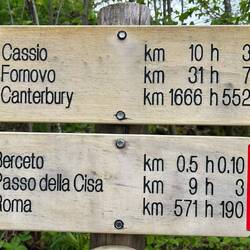 Cassio km 10 h 3
Fornovo km 31 h 7
Canterbury km 1666 h 552
Berceto km 0.5 h 0.10
Passo della Cisa km 9 h 3
Roma km 571 h 190